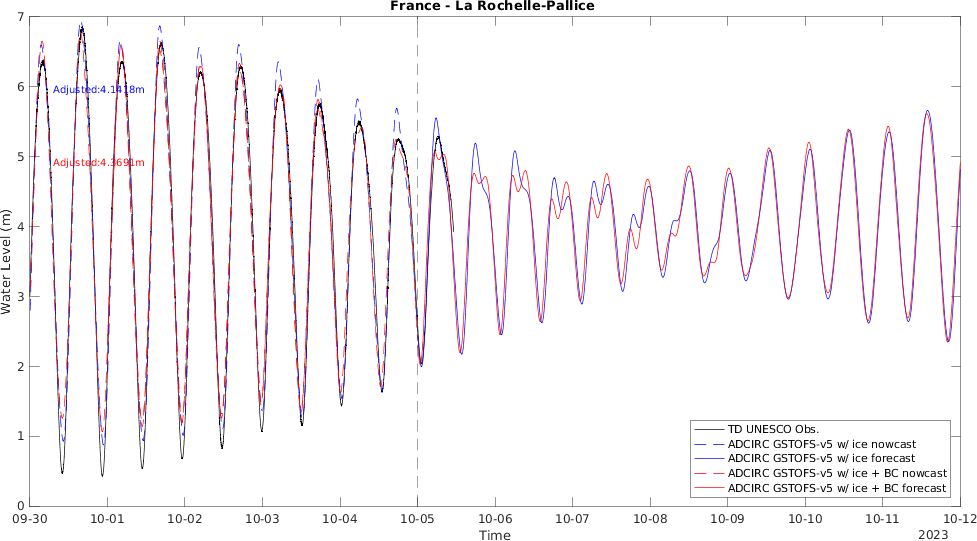 France - La Rochelle-Pallice
7
6
5
4
3
2
1
0
Water Level (m)
Adjusted:4.1418m
Adjusted:4.3691m
TD UNESCO Obs.
ADCIRC GSTOFS-v5 w/ ice nowcast
ADCIRC GSTOFS-v5 w/ ice forecast
ADCIRC GSTOFS-v5 w/ ice + BC nowcast
ADCIRC GSTOFS-v5 w/ ice + BC forecast
09-30 10-01 10-02 10-03 10-04 10-05 10-06 10-07 10-08 10-09 10-10 10-11 10-12
Time
2023